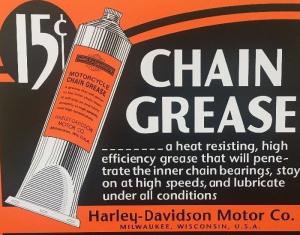 15¢
MOTORCYCLE
CHAIN GREASE
HARLEY-DAVIDSON
MOTOR CO.
MILWAUKEE, WIS.
CHAIN
GREASE
a heat resisting, high
efficiency grease that will pene-
trate the inner chain bearings, stay
on at high speeds, and lubricate
under all conditions
Harley-Davidson Motor Co.
MILWAUKEE, WISCONSIN, U.S.A.